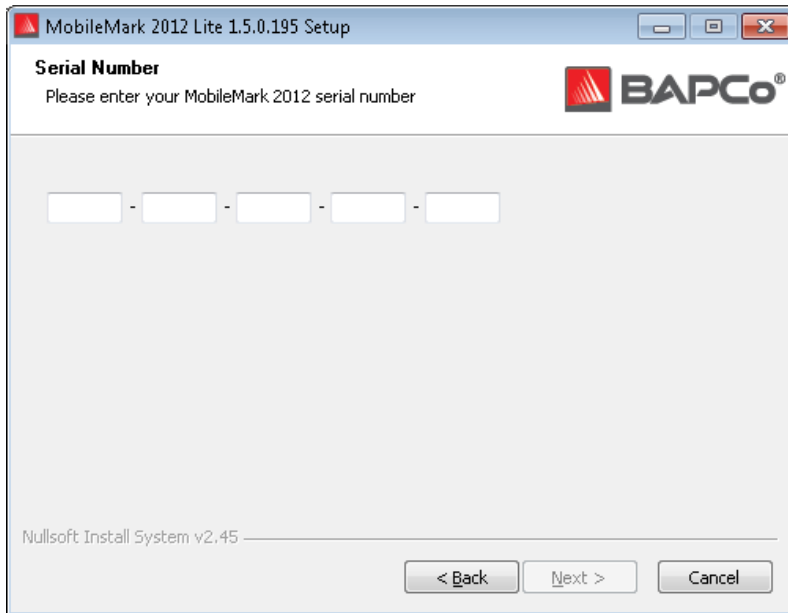 MobileMark 2012 Lite 1.5.0.195 Setup
Serial Number
Please enter your MobileMark 2012 serial number
BAPCo®
- - - -
Nullsoft Install System v2.45
< Back Next > Cancel